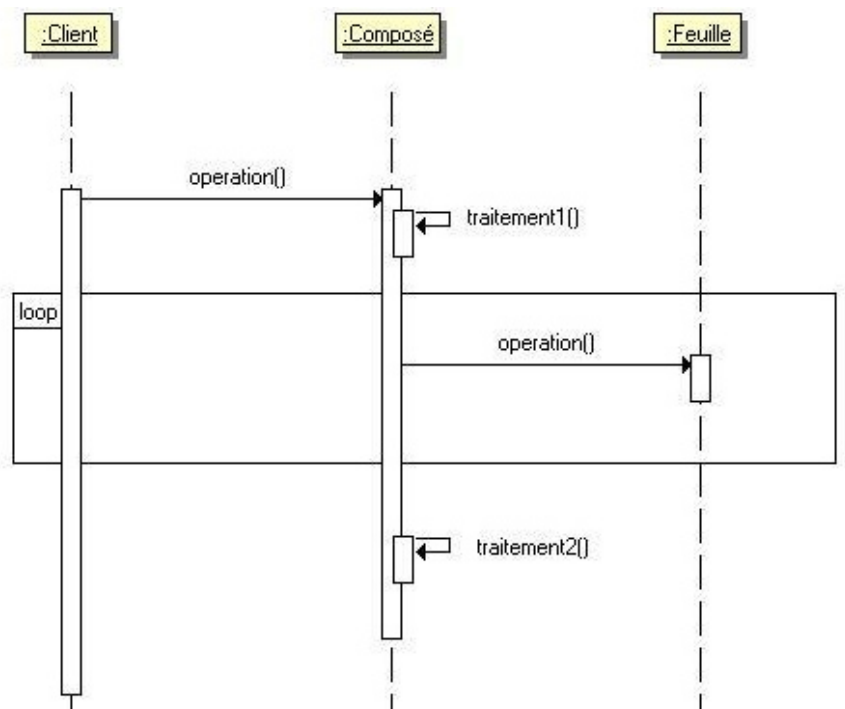 :Client
:Composé
:Feuille
operation()
traitement1()
loop
operation()
traitement2()